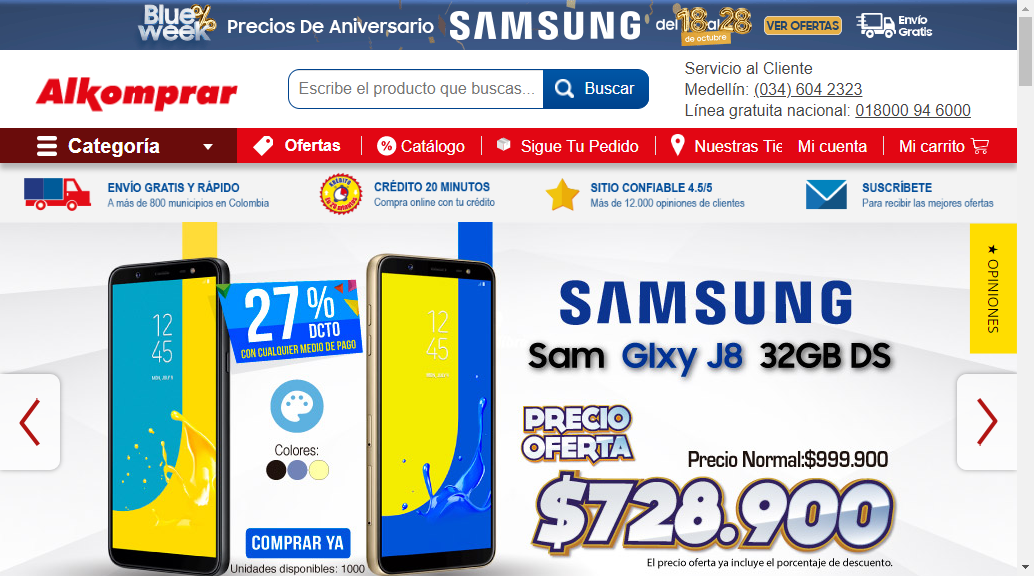 Blue % Week
Precios De Aniversario
SAMSUNG
del 18 al 28
de octubre
VER OFERTAS
Envío
Gratis
Alkomprar
Escribe el producto que buscas...
Buscar
Servicio al Cliente
Medellín: (034) 604 2323
Línea gratuita nacional: 018000 94 6000
Categoría
Ofertas
Catálogo
Sigue Tu Pedido
Nuestras Tie
Mi cuenta
Mi carrito
ENVÍO GRATIS Y RÁPIDO
A más de 800 municipios en Colombia
CRÉDITO 20 MINUTOS
Compra online con tu crédito
SITIO CONFIABLE 4.5/5
Más de 12.000 opiniones de clientes
SUSCRÍBETE
Para recibir las mejores ofertas
★ OPINIONES
12
45
27%
DCTO
CON CUALQUIER MEDIO DE PAGO
12
45
Colores:
COMPRAR YA
Unidades disponibles: 1000
SAMSUNG
Sam Glxy J8 32GB DS
PRECIO
OFERTA
Precio Normal:$999.900
$728.900
El precio oferta ya incluye el porcentaje de descuento.